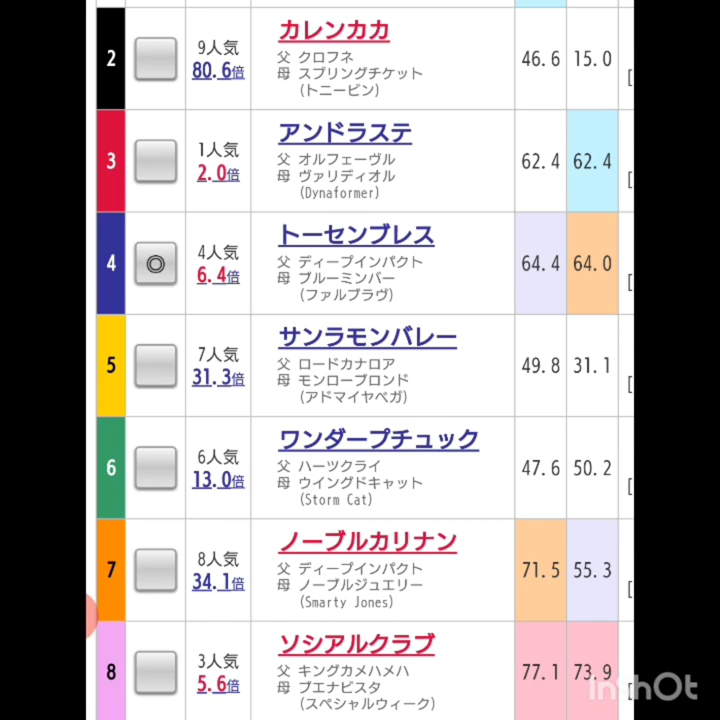 2 9人気 80.6倍 カレンカカ
父 クロフネ
母 スプリングチケット
(トニービン)
46.6 15.0 [
3 1人気 2.0倍 アンドラステ
父 オルフェーヴル
母 ヴァリディオル
(Dynaformer)
62.4 62.4 [
4 ◎ 4人気 6.4倍 トーセンブレス
父 ディープインパクト
母 ブルーミンバー
(ファルブラヴ)
64.4 64.0 [
5 7人気 31.3倍 サンラモンバレー
父 ロードカナロア
母 モンローブロンド
(アドマイヤベガ)
49.8 31.1 [
6 6人気 13.0倍 ワンダープチュック
父 ハーツクライ
母 ウイングドキャット
(Storm Cat)
47.6 50.2 [
7 8人気 34.1倍 ノーブルカリナン
父 ディープインパクト
母 ノーブルジュエリー
(Smarty Jones)
71.5 55.3 [
8 3人気 5.6倍 ソシアルクラブ
父 キングカメハメハ
母 ブエナビスタ
(スペシャルウィーク)
77.1 73.9 [
InShOt